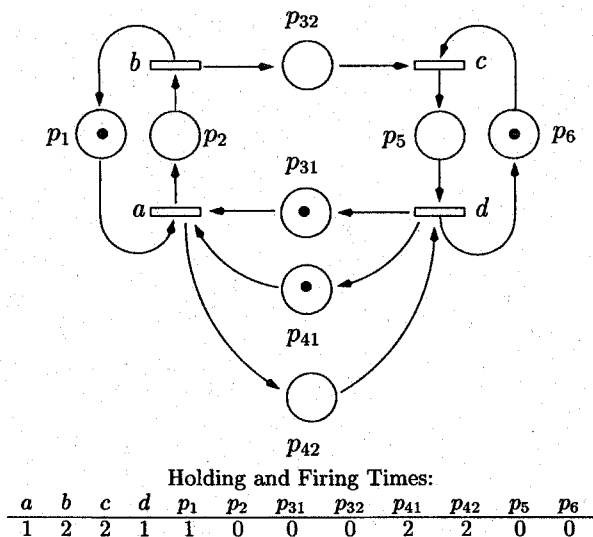 p32
b
c
p1
p2
p5
p6
p31
a
d
p41
p42
Holding and Firing Times:
a b c d p1 p2 p31 p32 p41 p42 p5 p6
1 2 2 1 1 0 0 0 2 2 0 0